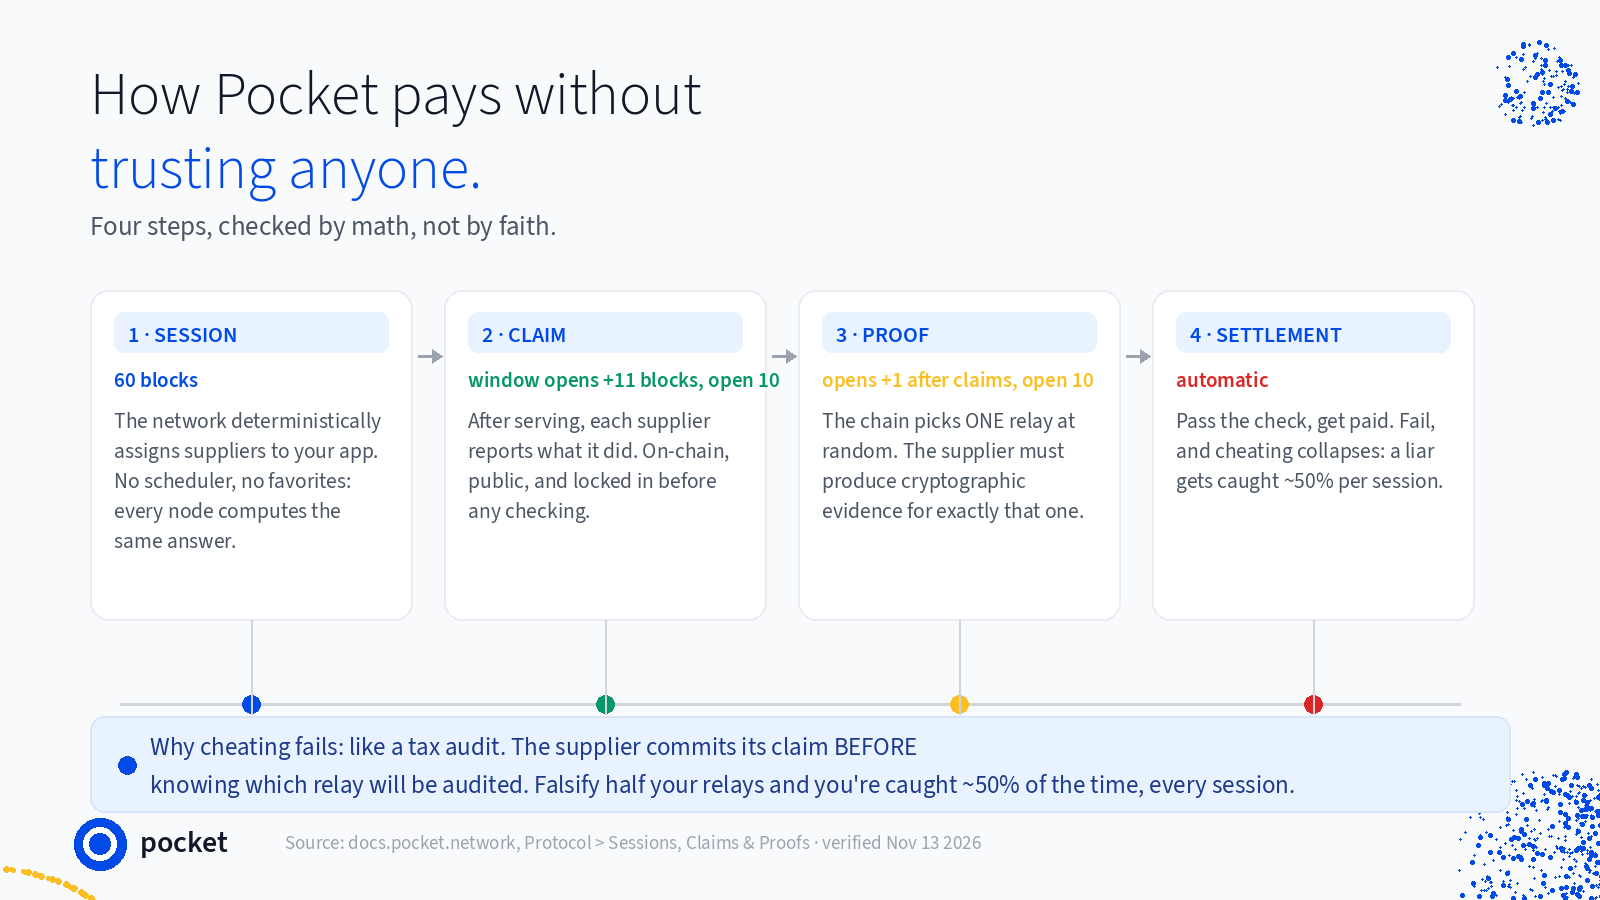 How Pocket pays without
trusting anyone.
Four steps, checked by math, not by faith.
1 · SESSION
60 blocks
The network deterministically
assigns suppliers to your app.
No scheduler, no favorites:
every node computes the
same answer.
2 · CLAIM
window opens +11 blocks, open 10
After serving, each supplier
reports what it did. On-chain,
public, and locked in before
any checking.
3 · PROOF
opens +1 after claims, open 10
The chain picks ONE relay at
random. The supplier must
produce cryptographic
evidence for exactly that one.
4 · SETTLEMENT
automatic
Pass the check, get paid. Fail,
and cheating collapses: a liar
gets caught ~50% per session.
Why cheating fails: like a tax audit. The supplier commits its claim BEFORE
knowing which relay will be audited. Falsify half your relays and you're caught ~50% of the time, every session.
pocket
Source: docs.pocket.network, Protocol > Sessions, Claims & Proofs · verified Nov 13 2026